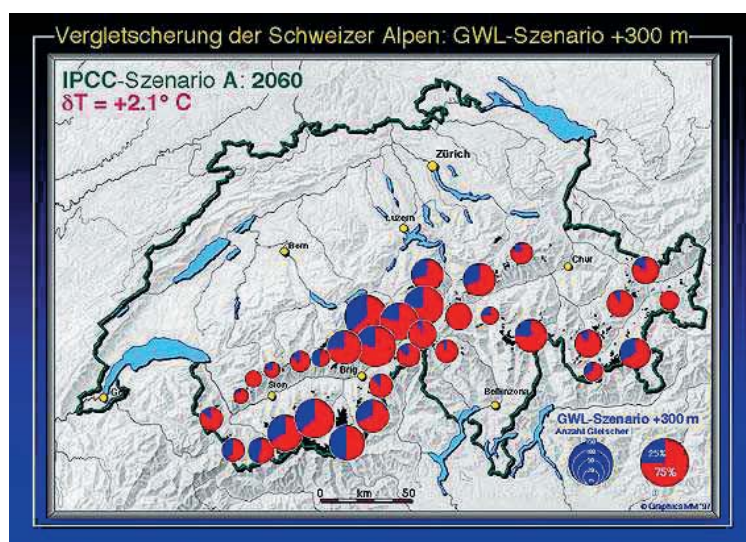 Vergletscherung der Schweizer Alpen: GWL-Szenario +300 m
IPCC-Szenario A: 2060
δT = +2.1° C
Zürich
Luzern
Bern
Chur
Brig
Sion
Bellinzona
GWL-Szenario +300 m
Anzahl Gletscher
25%
75%
0 km 50
© Graphics MM '97